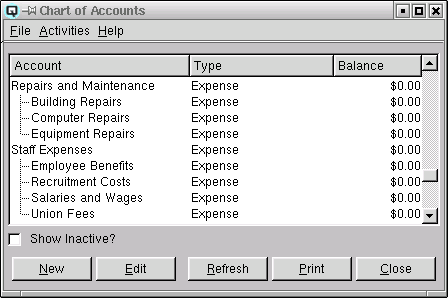 Q Chart of Accounts
File Activities Help
Account Type Balance
Repairs and Maintenance Expense $0.00
Building Repairs Expense $0.00
Computer Repairs Expense $0.00
Equipment Repairs Expense $0.00
Staff Expenses Expense $0.00
Employee Benefits Expense $0.00
Recruitment Costs Expense $0.00
Salaries and Wages Expense $0.00
Union Fees Expense $0.00
Show Inactive?
New Edit Refresh Print Close